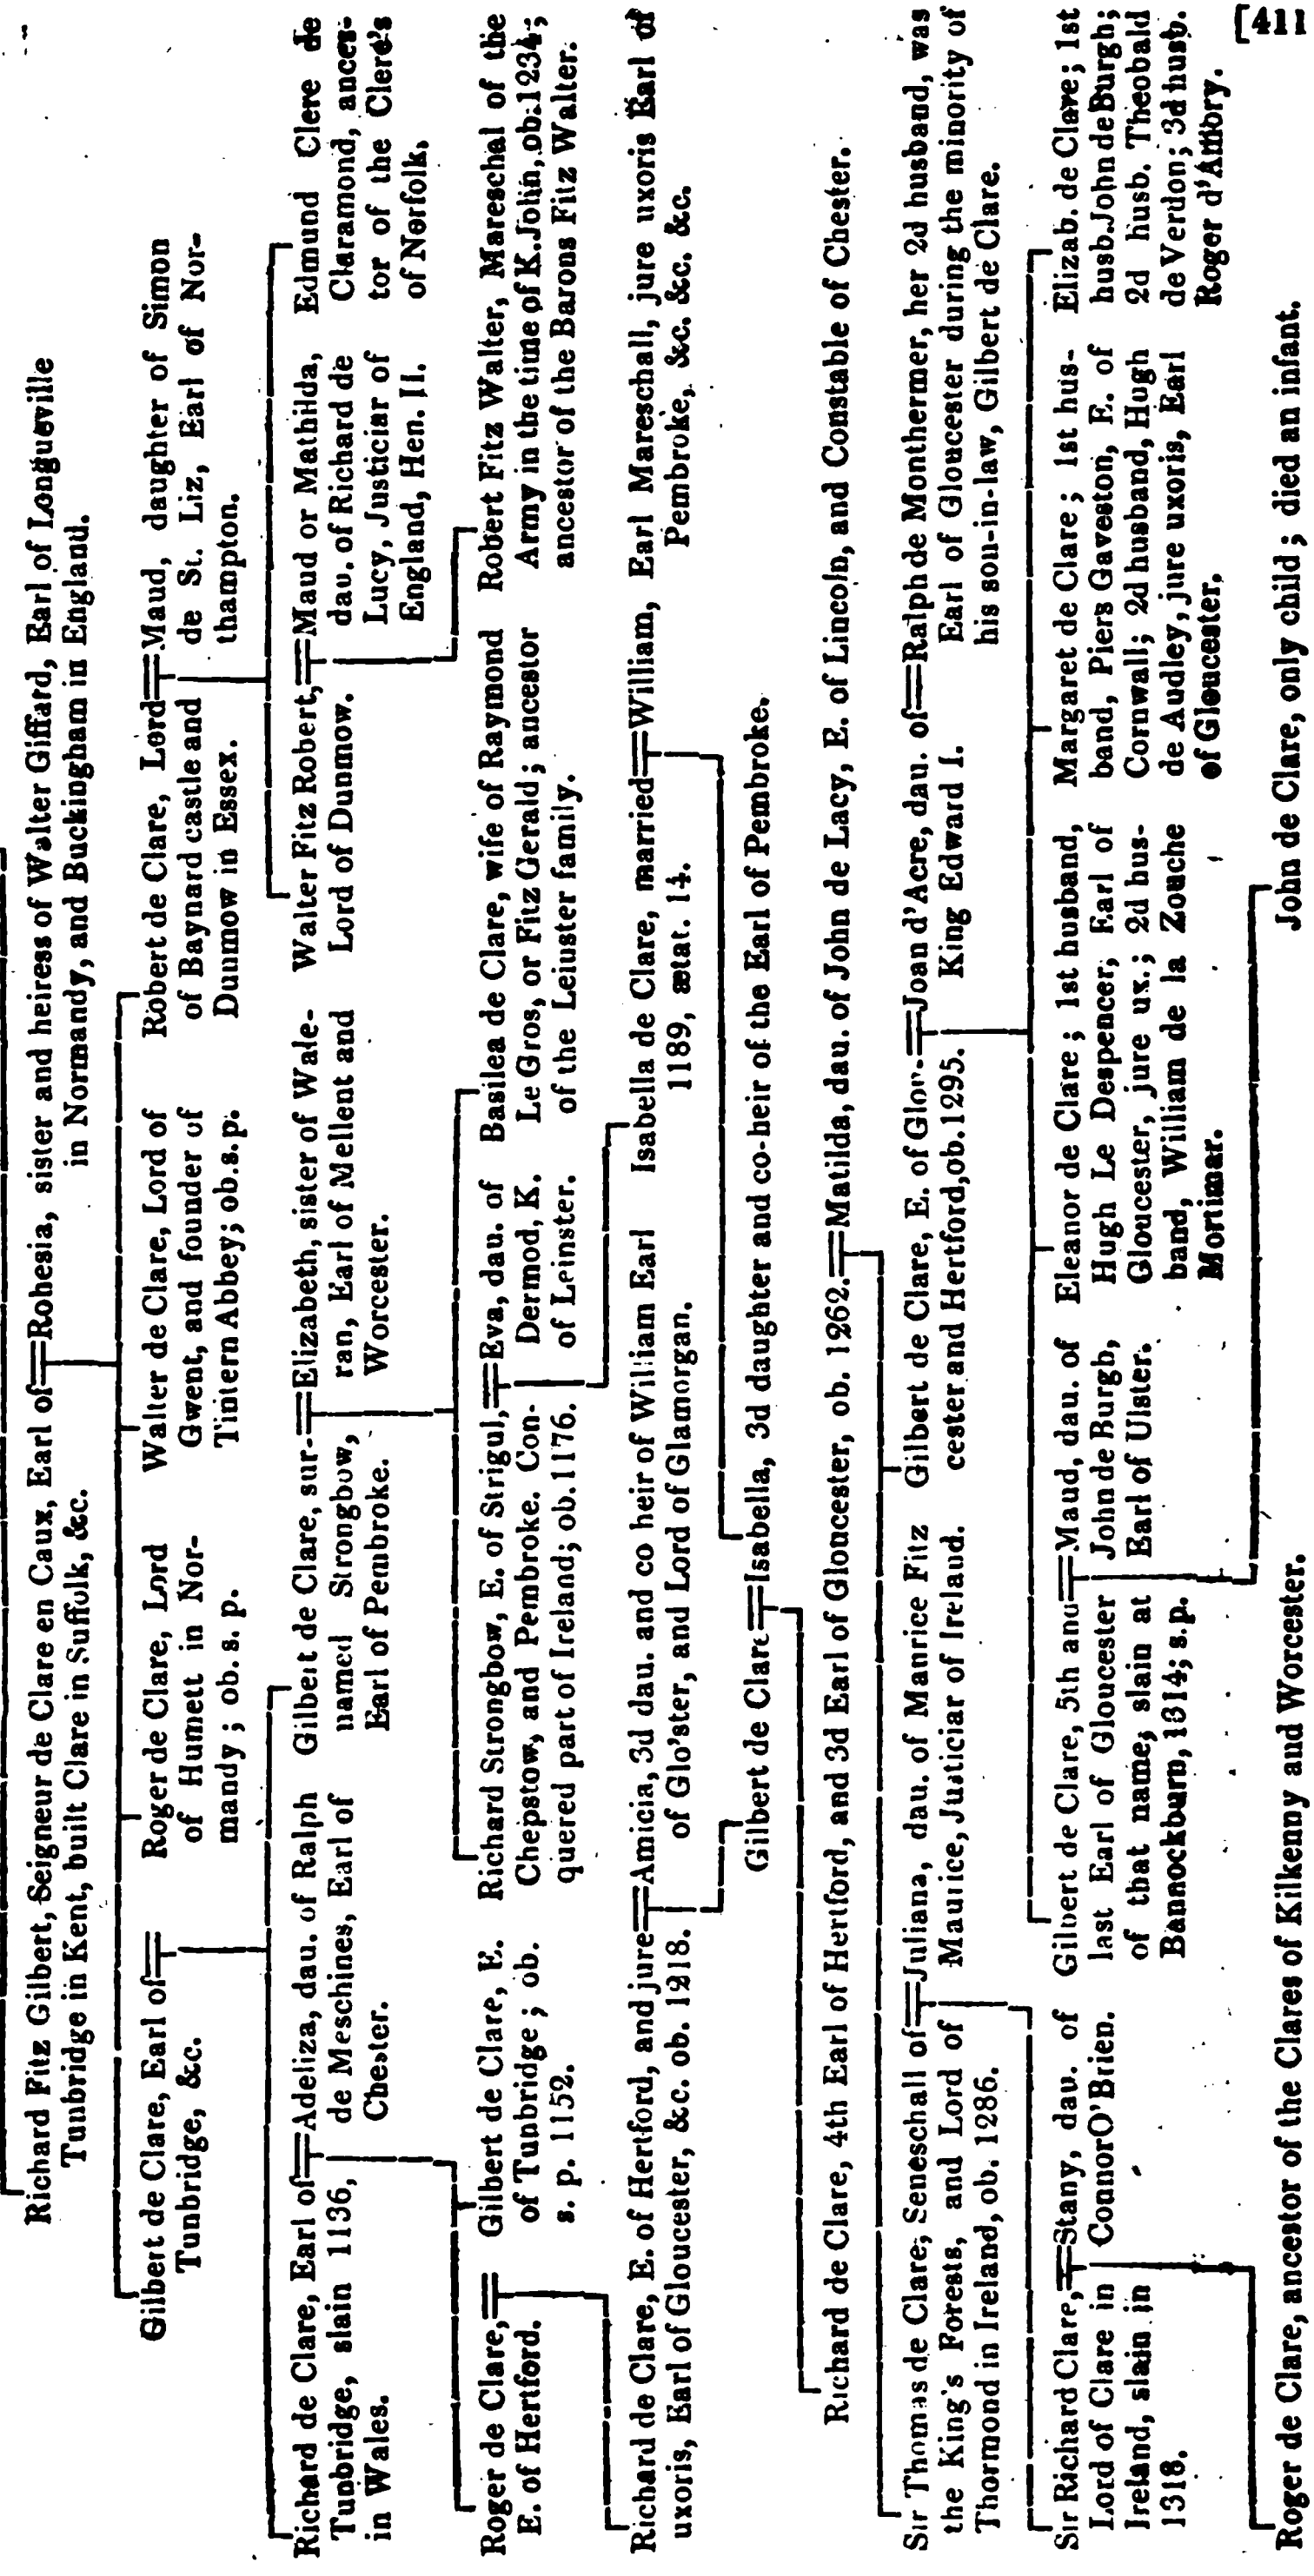 Richard Fitz Gilbert, Seigneur de Clare en Caux, Earl of
Tunbridge in Kent, built Clare in Suffolk, &c.
Rohesia, sister and heiress of Walter Giffard, Earl of Longueville
in Normandy, and Buckingham in England.
Gilbert de Clare, Earl of
Tunbridge, &c.
Roger de Clare, Lord
of Humett in Nor-
mandy; ob. s. p.
Walter de Clare, Lord of
Gwent, and founder of
Tintern Abbey; ob.s.p.
Robert de Clare, Lord
of Baynard castle and
Dunmow in Essex.
Maud, daughter of Simon
de St. Liz, Earl of Nor-
thampton.
Richard de Clare, Earl of
Tunbridge, slain 1136,
in Wales.
Adeliza, dau. of Ralph
de Meschines, Earl of
Chester.
Gilbert de Clare, sur-
named Strongbow,
Earl of Pembroke.
Elizabeth, sister of Wale-
ran, Earl of Mellent and
Worcester.
Walter Fitz Robert,
Lord of Dunmow.
Maud or Mathilda,
dau. of Richard de
Lucy, Justiciar of
England, Hen. II.
Edmund Clere de
Claramond, ances-
tor of the Clere's
of Norfolk.
Roger de Clare,
E. of Hertford.
Gilbert de Clare, E.
of Tunbridge; ob.
s. p. 1152.
Richard Strongbow, E. of Strigul,
Chepstow, and Pembroke. Con-
quered part of Ireland; ob. 1176.
Eva, dau. of
Dermod, K.
of Leinster.
Basilea de Clare, wife of Raymond
Le Gros, or Fitz Gerald; ancestor
of the Leiuster family.
Robert Fitz Walter, Mareschal of the
Army in the time of K. John, ob. 1234;
ancestor of the Barons Fitz Walter.
Richard de Clare, E. of Hertford, and jure
uxoris, Earl of Gloucester, &c. ob. 1218.
Amicia, 3d dau. and co heir of William Earl
of Glo'ster, and Lord of Glamorgan.
Isabella de Clare, married
1189, ætat. 14.
William, Earl Mareschall, jure uxoris Earl of
Pembroke, &c. &c. &c.
Gilbert de Clare
Isabella, 3d daughter and co-heir of the Earl of Pembroke.
Richard de Clare, 4th Earl of Hertford, and 3d Earl of Gloucester, ob. 1262.
Matilda, dau. of John de Lacy, E. of Lincoln, and Constable of Chester.
Sir Thomas de Clare, Seneschall of
the King's Forests, and Lord of
Thormond in Ireland, ob. 1286.
Juliana, dau. of Maurice Fitz
Maurice, Justiciar of Ireland.
Gilbert de Clare, E. of Glou-
cester and Hertford, ob. 1295.
Joan d'Acre, dau. of
King Edward I.
Ralph de Monthermer, her 2d husband, was
Earl of Gloucester during the minority of
his son-in-law, Gilbert de Clare.
Sir Richard Clare,
Lord of Clare in
Ireland, slain in
1318.
Stany, dau. of
Connor O'Brien.
Gilbert de Clare, 5th and
last Earl of Gloucester
of that name, slain at
Bannockburn, 1314; s.p.
Maud, dau. of
John de Burgh,
Earl of Ulster.
Eleanor de Clare; 1st husband,
Hugh Le Despencer, Earl of
Gloucester, jure ux.; 2d hus-
band, William de la Zouche
Mortimar.
Margaret de Clare; 1st hus-
band, Piers Gaveston, E. of
Cornwall; 2d husband, Hugh
de Audley, jure uxoris, Earl
of Gloucester.
Elizab. de Clare; 1st
husb. John de Burgh;
2d husb. Theobald
de Verdon; 3d husb.
Roger d'Amory.
Roger de Clare, ancestor of the Clares of Kilkenny and Worcester.
John de Clare, only child; died an infant.
[411